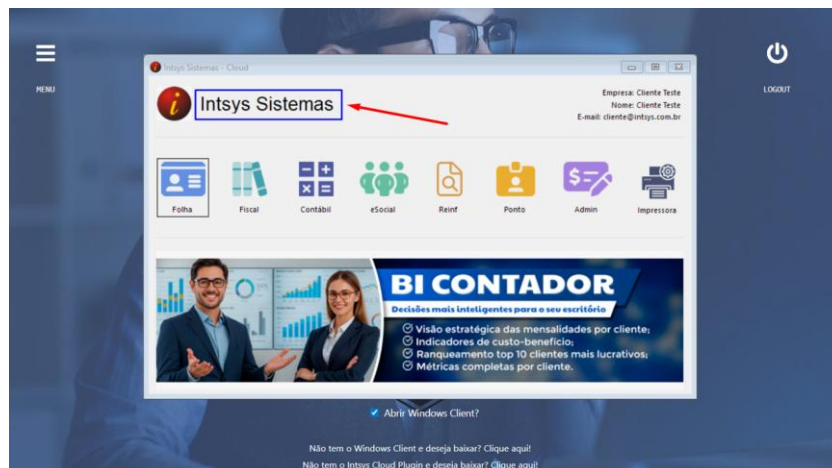 MENU
LOGOUT
Intsys Sistemas - Cloud
Intsys Sistemas
Empresa: Cliente Teste
Nome: Cliente Teste
E-mail: cliente@intsys.com.br
Folha
Fiscal
Contábil
eSocial
Reinf
Ponto
Admin
Impressora
BI CONTADOR
Decisões mais inteligentes para o seu escritório
Visão estratégica das mensalidades por cliente;
Indicadores de custo-benefício;
Ranqueamento top 10 clientes mais lucrativos;
Métricas completas por cliente.
Abrir Windows Client?
Não tem o Windows Client e deseja baixar? Clique aqui!
Não tem o Intsys Cloud Plugin e deseja baixar? Clique aqui!